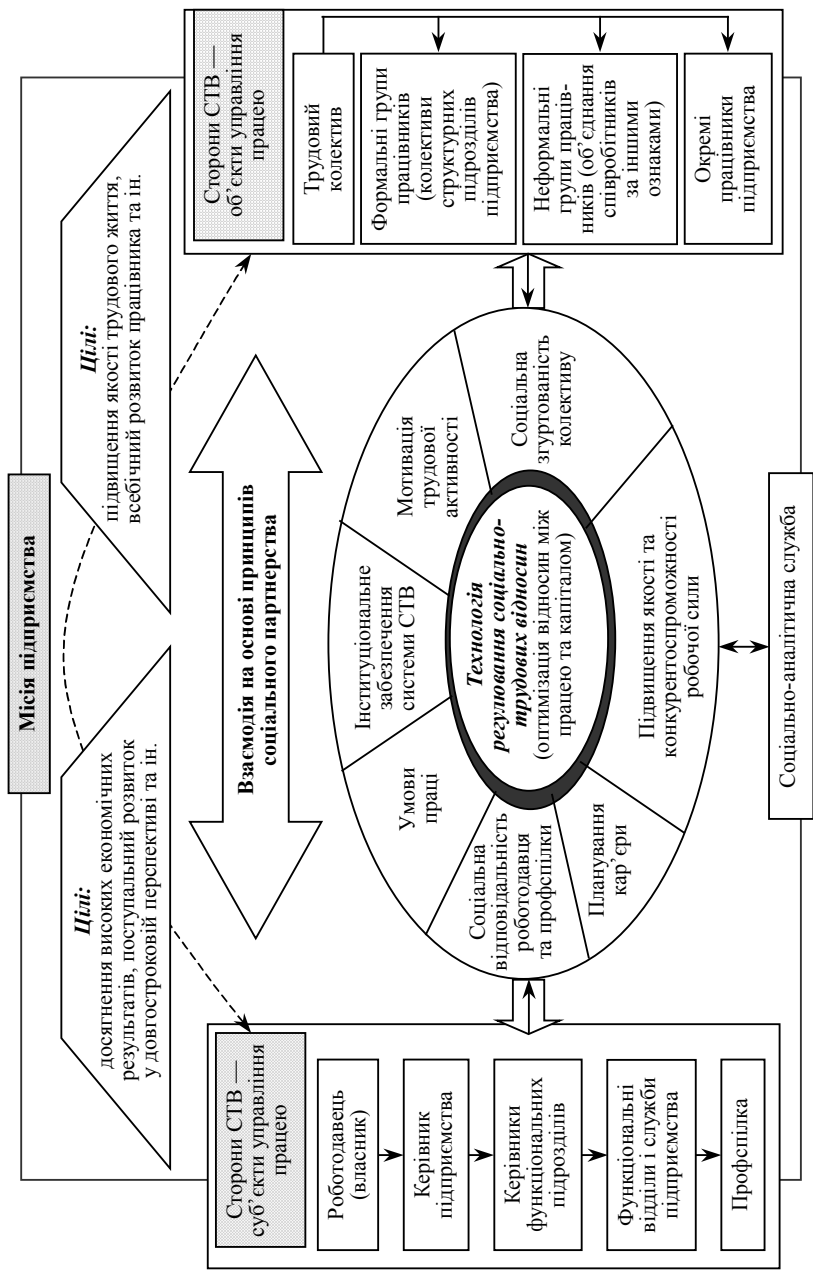 Місія підприємства
Цілі:
досягнення високих економічних
результатів, поступальний розвиток
у довгостроковій перспективі та ін.
Цілі:
підвищення якості трудового життя,
всебічний розвиток працівника та ін.
Взаємодія на основі принципів
соціального партнерства
Сторони СТВ —
суб’єкти управління
працею
Роботодавець
(власник)
Керівник
підприємства
Керівники
функціональних
підрозділів
Функціональні
відділи і служби
підприємства
Профспілка
Умови
праці
Інституціональне
забезпечення
системи СТВ
Мотивація
трудової
активності
Соціальна
згуртованість
колективу
Соціальна
відповідальність
роботодавця
та профспілки
Планування
кар’єри
Підвищення якості та
конкурентоспроможності
робочої сили
Технологія
регулювання соціально-
трудових відносин
(оптимізація відносин між
працею та капіталом)
Сторони СТВ —
об’єкти управління
працею
Трудовий
колектив
Формальні групи
працівників
(колективи
структурних
підрозділів
підприємства)
Неформальні
групи праців-
ників (об’єднання
співробітників
за іншими
ознаками)
Окремі
працівники
підприємства
Соціально-аналітична служба